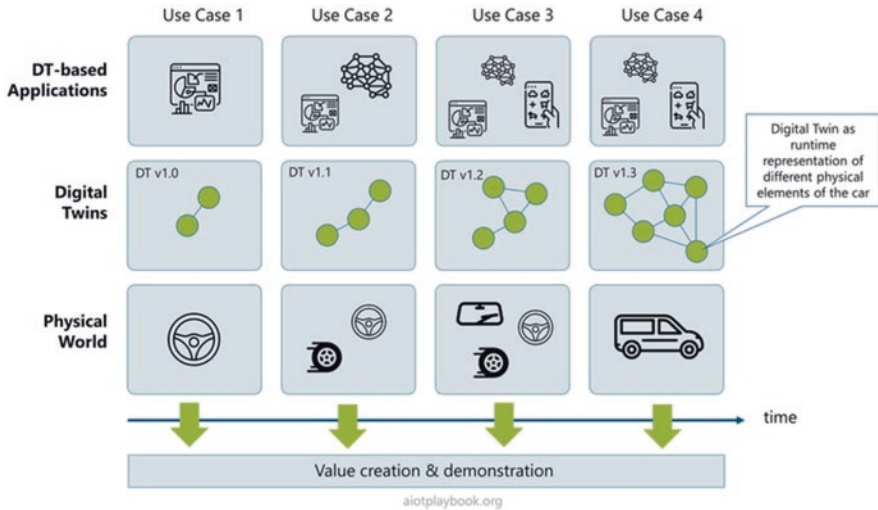 Use Case 1
Use Case 2
Use Case 3
Use Case 4
DT-based
Applications
Digital
Twins
DT v1.0
DT v1.1
DT v1.2
DT v1.3
Digital Twin as
runtime
representation of
different physical
elements of the car
Physical
World
time
Value creation & demonstration
aiotplaybook.org